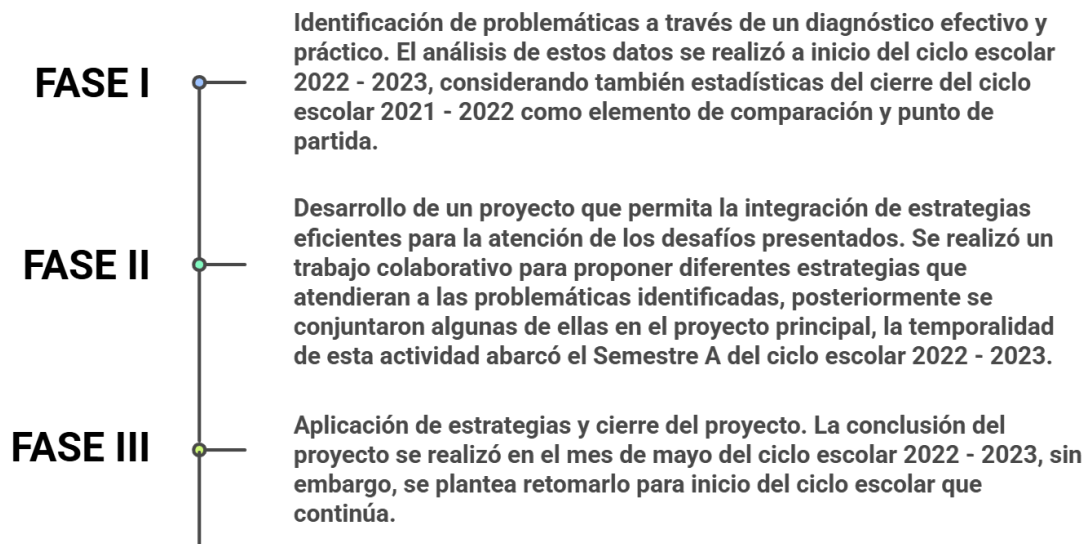 FASE I
Identificación de problemáticas a través de un diagnóstico efectivo y
práctico. El análisis de estos datos se realizó a inicio del ciclo escolar
2022 - 2023, considerando también estadísticas del cierre del ciclo
escolar 2021 - 2022 como elemento de comparación y punto de
partida.
FASE II
Desarrollo de un proyecto que permita la integración de estrategias
eficientes para la atención de los desafíos presentados. Se realizó un
trabajo colaborativo para proponer diferentes estrategias que
atendieran a las problemáticas identificadas, posteriormente se
conjuntaron algunas de ellas en el proyecto principal, la temporalidad
de esta actividad abarcó el Semestre A del ciclo escolar 2022 - 2023.
FASE III
Aplicación de estrategias y cierre del proyecto. La conclusión del
proyecto se realizó en el mes de mayo del ciclo escolar 2022 - 2023, sin
embargo, se plantea retomarlo para inicio del ciclo escolar que
continúa.